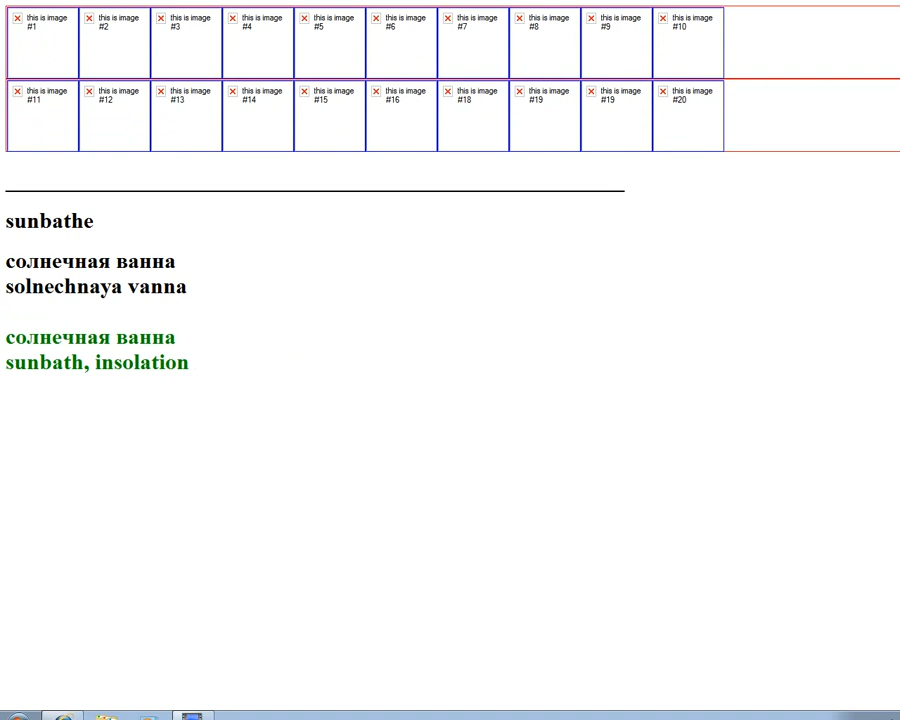 this is image #1 this is image #2 this is image #3 this is image #4 this is image #5 this is image #6 this is image #7 this is image #8 this is image #9 this is image #10
this is image #11 this is image #12 this is image #13 this is image #14 this is image #15 this is image #16 this is image #18 this is image #19 this is image #19 this is image #20
sunbathe
солнечная ванна
solnechnaya vanna
солнечная ванна
sunbath, insolation